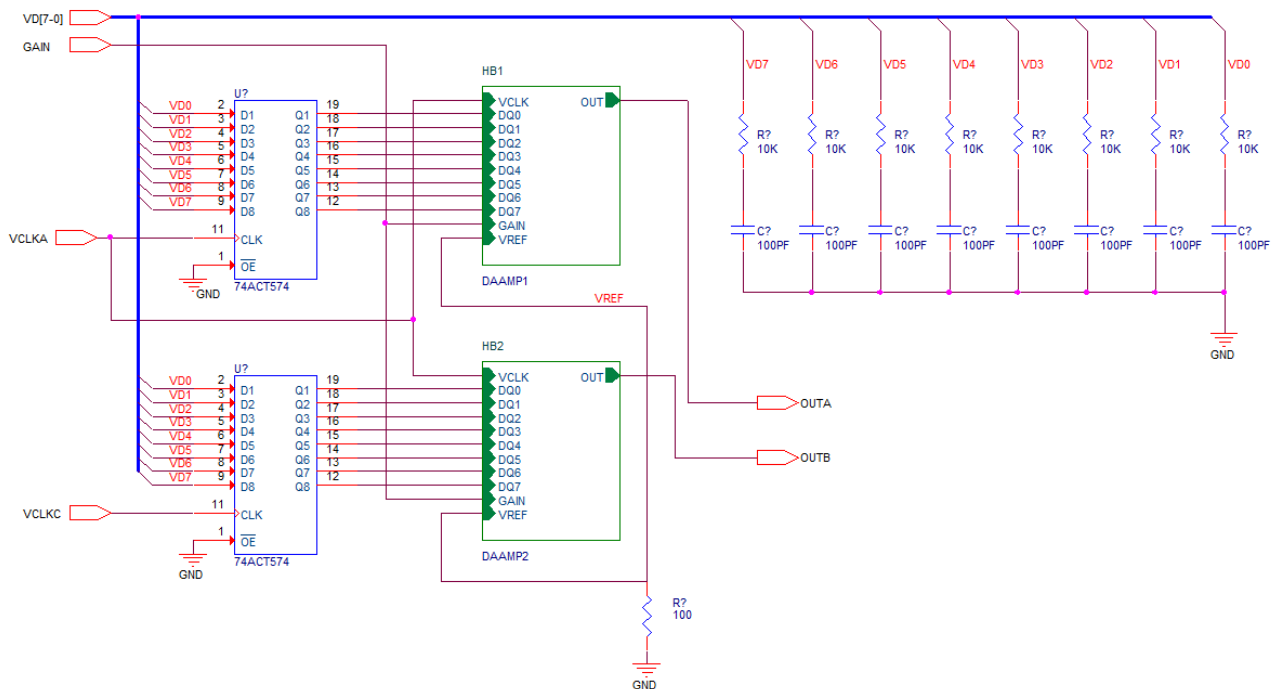 VD[7-0]
GAIN
VD7 VD6 VD5 VD4 VD3 VD2 VD1 VD0
R? R? R? R? R? R? R? R?
10K 10K 10K 10K 10K 10K 10K 10K
C? C? C? C? C? C? C? C?
100PF 100PF 100PF 100PF 100PF 100PF 100PF 100PF
GND
U?
VD0 2 D1 Q1 19
VD1 3 D2 Q2 18
VD2 4 D3 Q3 17
VD3 5 D4 Q4 16
VD4 6 D5 Q5 15
VD5 7 D6 Q6 14
VD6 8 D7 Q7 13
VD7 9 D8 Q8 12
VCLKA 11 CLK
1 OE
GND
74ACT574
HB1
VCLK OUT
DQ0
DQ1
DQ2
DQ3
DQ4
DQ5
DQ6
DQ7
GAIN
VREF
DAAMP1
VREF
U?
VD0 2 D1 Q1 19
VD1 3 D2 Q2 18
VD2 4 D3 Q3 17
VD3 5 D4 Q4 16
VD4 6 D5 Q5 15
VD5 7 D6 Q6 14
VD6 8 D7 Q7 13
VD7 9 D8 Q8 12
VCLKC 11 CLK
1 OE
GND
74ACT574
HB2
VCLK OUT
DQ0
DQ1
DQ2
DQ3
DQ4
DQ5
DQ6
DQ7
GAIN
VREF
DAAMP2
OUTA
OUTB
R?
100
GND